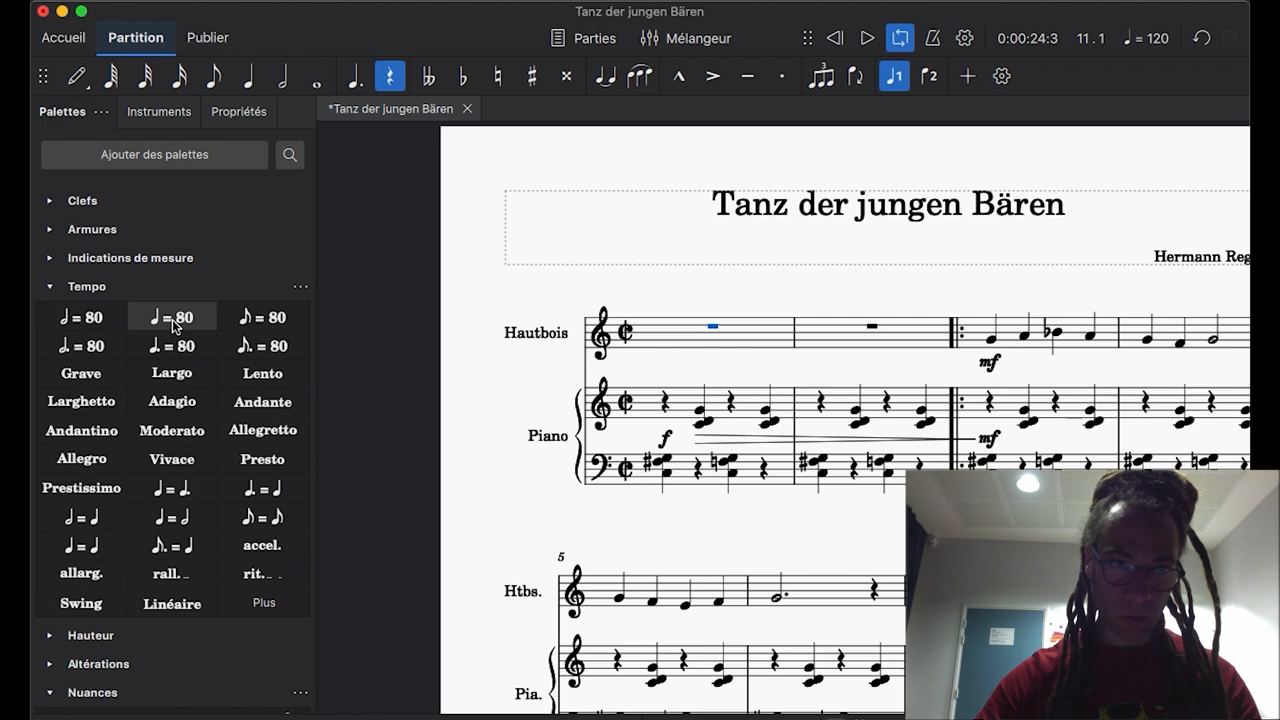 Tanz der jungen Bären
Accueil Partition Publier Parties Mélangeur 0:00:24:3 11.1 = 120
1 2
Palettes Instruments Propriétés *Tanz der jungen Bären
Ajouter des palettes
Clefs
Armures
Indications de mesure
Tempo
= 80 = 80 = 80
= 80 = 80 = 80
Grave Largo Lento
Larghetto Adagio Andante
Andantino Moderato Allegretto
Allegro Vivace Presto
Prestissimo = =
= = =
= = accel.
allarg. rall. rit.
Swing Linéaire Plus
Hauteur
Altérations
Nuances
Tanz der jungen Bären
Hermann Reg
Hautbois
mf
Piano
f mf
5
Htbs.
Pia.